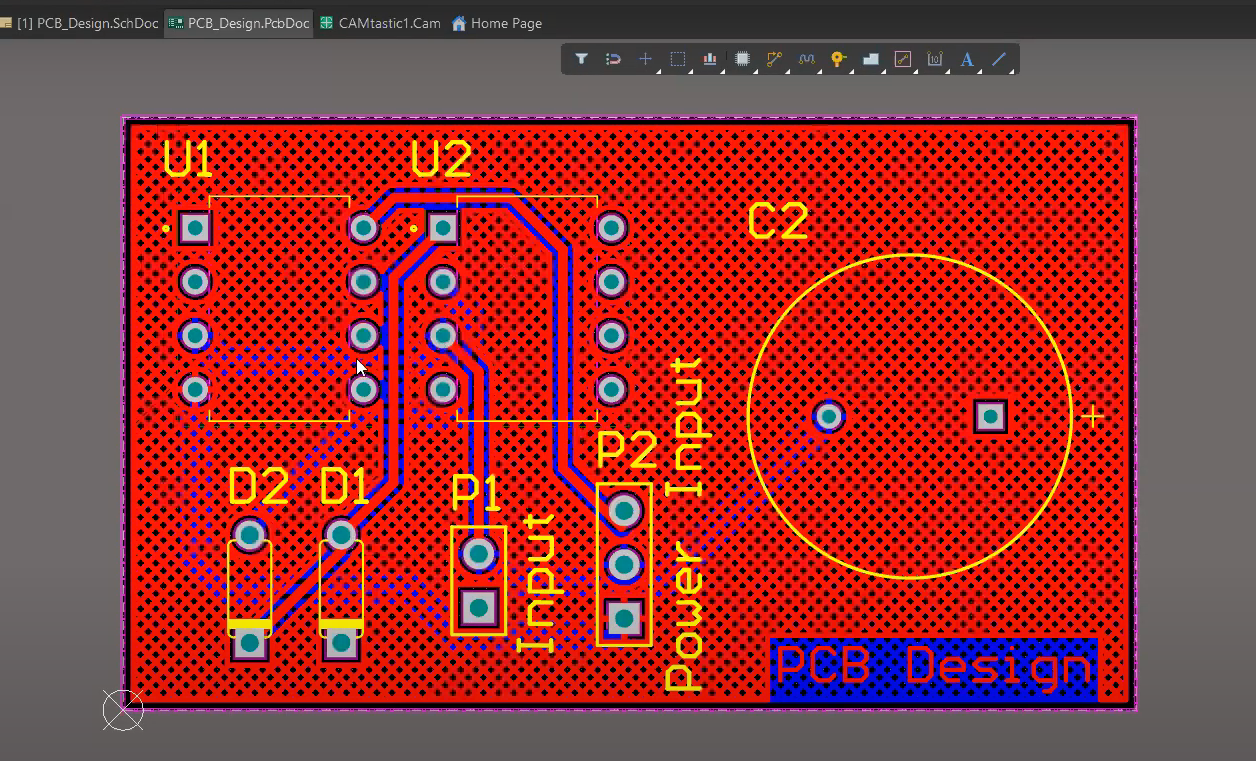 [1] PCB_Design.SchDoc
PCB_Design.PcbDoc
CAMtastic1.Cam
Home Page
10
A
U1
U2
C2
D2
D1
P1
Input
P2
Power Input
+
PCB Design